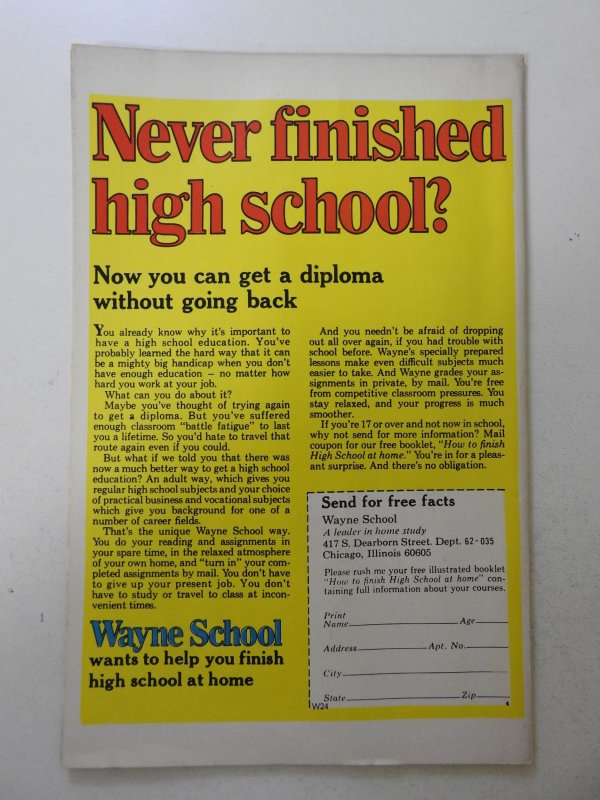 Never finished
high school?
Now you can get a diploma
without going back
You already know why it's important to
have a high school education. You've
probably learned the hard way that it can
be a mighty big handicap when you don't
have enough education — no matter how
hard you work at your job.
What can you do about it?
Maybe you've thought of trying again
to get a diploma. But you've suffered
enough classroom "battle fatigue" to last
you a lifetime. So you'd hate to travel that
route again even if you could.
But what if we told you that there was
now a much better way to get a high school
education? An adult way, which gives you
regular high school subjects and your choice
of practical business and vocational subjects
which give you background for one of a
number of career fields.
That's the unique Wayne School way.
You do your reading and assignments in
your spare time, in the relaxed atmosphere
of your own home, and "turn in" your com-
pleted assignments by mail. You don't have
to give up your present job. You don't
have to study or travel to class at incon-
venient times.
Wayne School
wants to help you finish
high school at home
And you needn't be afraid of dropping
out all over again, if you had trouble with
school before. Wayne's specially prepared
lessons make even difficult subjects much
easier to take. And Wayne grades your as-
signments in private, by mail. You're free
from competitive classroom pressures. You
stay relaxed, and your progress is much
smoother.
If you're 17 or over and not now in school,
why not send for more information? Mail
coupon for our free booklet, "How to finish
High School at home." You're in for a pleas-
ant surprise. And there's no obligation.
Send for free facts
Wayne School
A leader in home study
417 S. Dearborn Street. Dept. 62-035
Chicago, Illinois 60605
Please rush me your free illustrated booklet
"How to finish High School at home" con-
taining full information about your courses.
Print
Name Age
Address Apt. No.
City
State Zip
W24 4